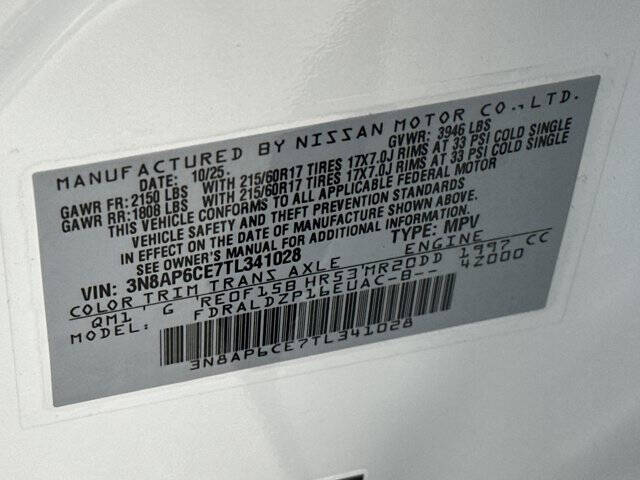 MANUFACTURED BY NISSAN MOTOR CO.,LTD.
DATE: 10/25. GVWR: 3946 LBS
GAWR FR: 2150 LBS WITH 215/60R17 TIRES 17X7.0J RIMS AT 33 PSI COLD SINGLE
GAWR RR: 1808 LBS WITH 215/60R17 TIRES 17X7.0J RIMS AT 33 PSI COLD SINGLE
THIS VEHICLE CONFORMS TO ALL APPLICABLE FEDERAL MOTOR
VEHICLE SAFETY AND THEFT PREVENTION STANDARDS
IN EFFECT ON THE DATE OF MANUFACTURE SHOWN ABOVE.
SEE OWNER'S MANUAL FOR ADDITIONAL INFORMATION.
VIN: 3N8AP6CE7TL341028 TYPE: MPV
COLOR TRIM TRANS AXLE ENGINE
QM1 G RE0F15B HR53 MR20DD 1997 CC
MODEL: FDRALDZP16EUAC-B-- 4Z000
3N8AP6CE7TL341028